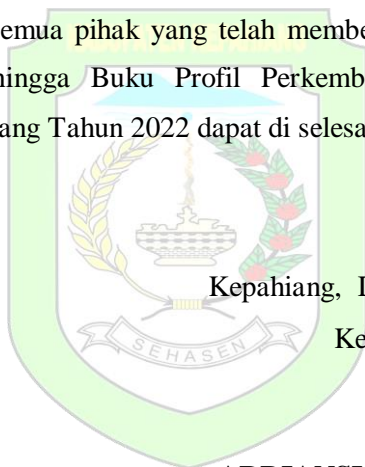 emua pihak yang telah membe
ingga Buku Profil Perkemb
ang Tahun 2022 dapat di selesa
Kepahiang,
SEHASEN
Ke